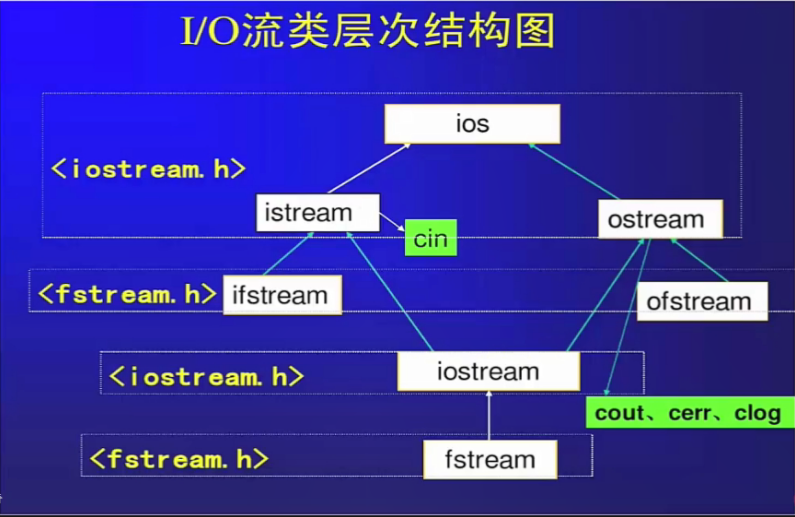 I/O流类层次结构图
ios
<iostream.h>
istream
ostream
cin
<fstream.h>
ifstream
ofstream
<iostream.h>
iostream
cout、cerr、clog
<fstream.h>
fstream